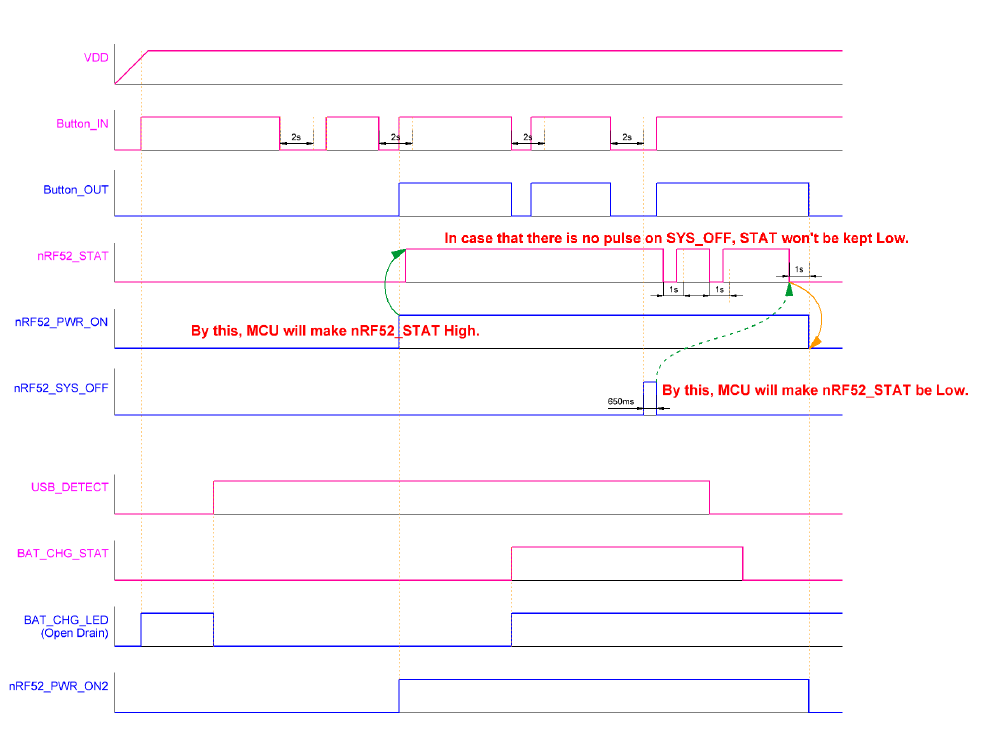 VDD
Button_IN
2s
2s
2s
2s
Button_OUT
In case that there is no pulse on SYS_OFF, STAT won't be kept Low.
nRF52_STAT
1s
1s
1s
nRF52_PWR_ON
By this, MCU will make nRF52_STAT High.
nRF52_SYS_OFF
By this, MCU will make nRF52_STAT be Low.
650ms
USB_DETECT
BAT_CHG_STAT
BAT_CHG_LED
(Open Drain)
nRF52_PWR_ON2